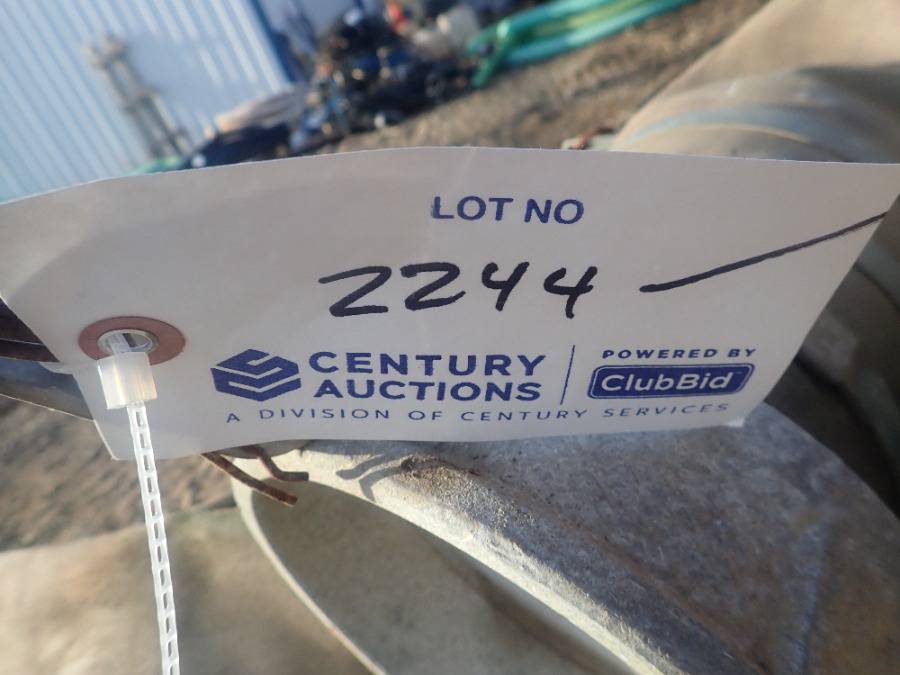 LOT NO
2244
CENTURY
AUCTIONS
A DIVISION OF CENTURY SERVICES
POWERED BY
ClubBid